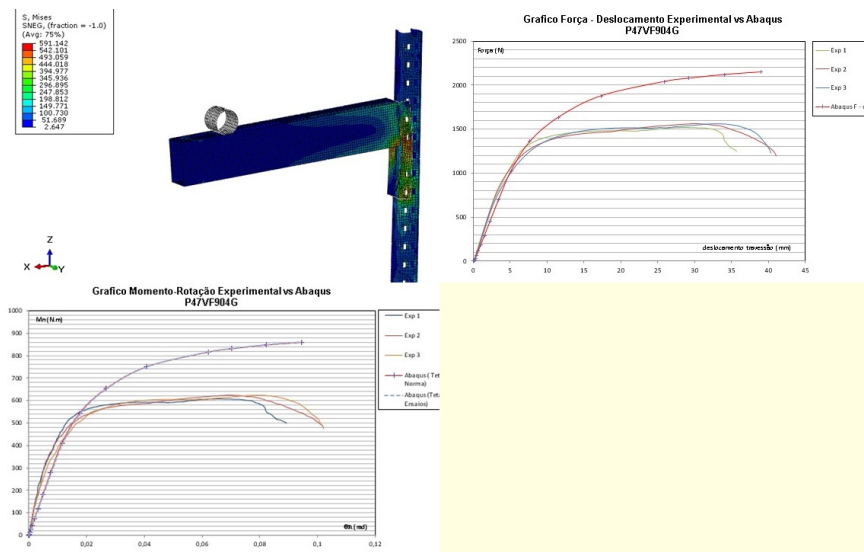 S, Mises
SNEG, (fraction = -1.0)
(Avg: 75%)
591.142
542.101
493.059
444.018
394.977
345.936
296.895
247.853
198.812
149.771
100.730
51.689
2.647
Z
X
Y
Grafico Força - Deslocamento Experimental vs Abaqus
P47VF904G
Força (N)
2500
2000
1500
1000
500
0
0 5 10 15 20 25 30 35 40 45
deslocamento travessão (mm)
Exp 1
Exp 2
Exp 3
Abaqus F -
Grafico Momento-Rotação Experimental vs Abaqus
P47VF904G
1000
900
800
700
600
500
400
300
200
100
0
0 0,02 0,04 0,06 0,08 0,1 0,12
(rad)
Exp 1
Exp 2
Exp 3
Abaqus (Tet
Norma)
Abaqus (Tet
Ensaios)